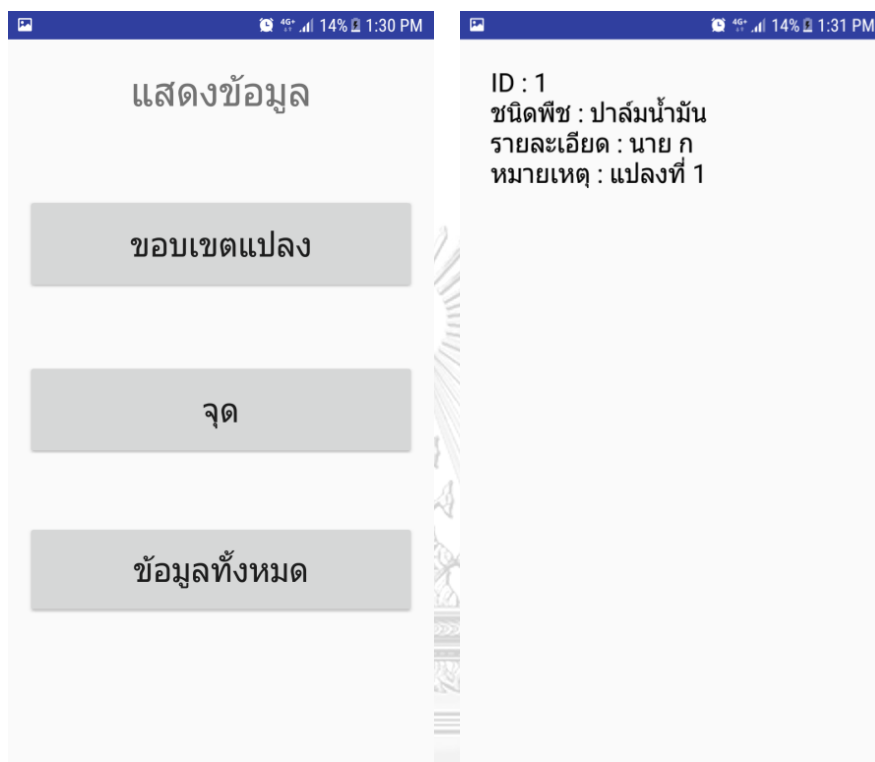 4G+ 14% 1:30 PM
แสดงข้อมูล
ขอบเขตแปลง
จุด
ข้อมูลทั้งหมด
4G+ 14% 1:31 PM
ID : 1
ชนิดพืช : ปาล์มน้ำมัน
รายละเอียด : นาย ก
หมายเหตุ : แปลงที่ 1